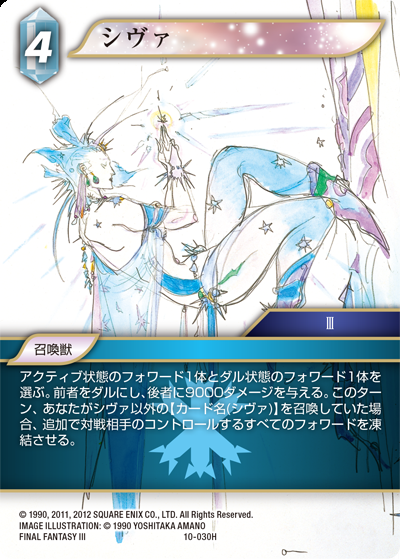 4
シヴァ
III
召喚獣
アクティブ状態のフォワード1体とダル状態のフォワード1体を
選ぶ。前者をダルにし、後者に9000ダメージを与える。このター
ン、あなたがシヴァ以外の【カード名(シヴァ)】を召喚していた場
合、追加で対戦相手のコントロールするすべてのフォワードを凍
結させる。
© 1990, 2011, 2012 SQUARE ENIX CO., LTD. All Rights Reserved.
IMAGE ILLUSTRATION: © 1990 YOSHITAKA AMANO
FINAL FANTASY III 10-030H